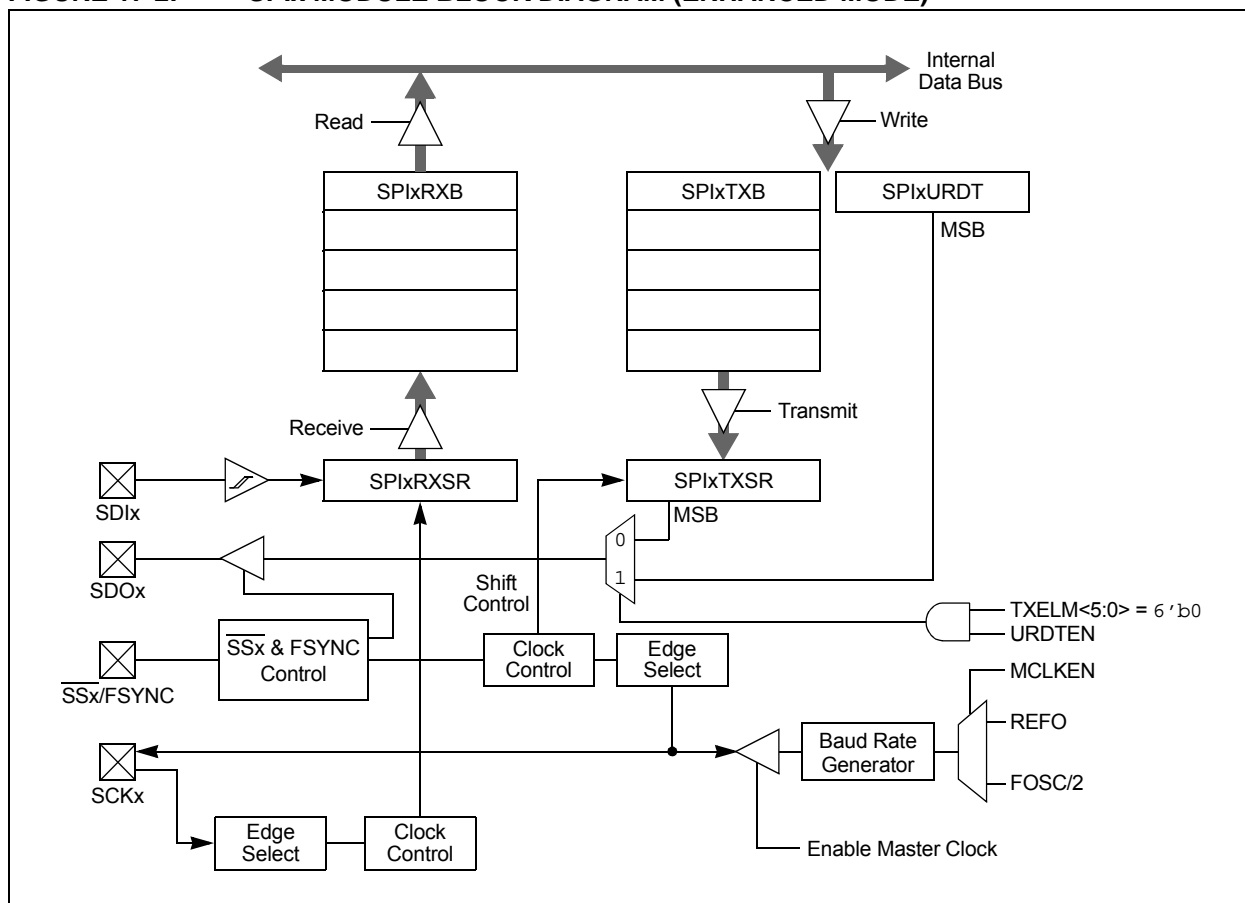 Internal
Data Bus
Read
Write
SPIxRXB
SPIxTXB
SPIxURDT
MSB
Receive
Transmit
SPIxRXSR
SPIxTXSR
SDIx
MSB
0
1
SDOx
Shift
Control
TXELM<5:0> = 6'b0
URDTEN
SSx & FSYNC
Control
Clock
Control
Edge
Select
SSx/FSYNC
MCLKEN
REFO
Baud Rate
Generator
FOSC/2
SCKx
Edge
Select
Clock
Control
Enable Master Clock